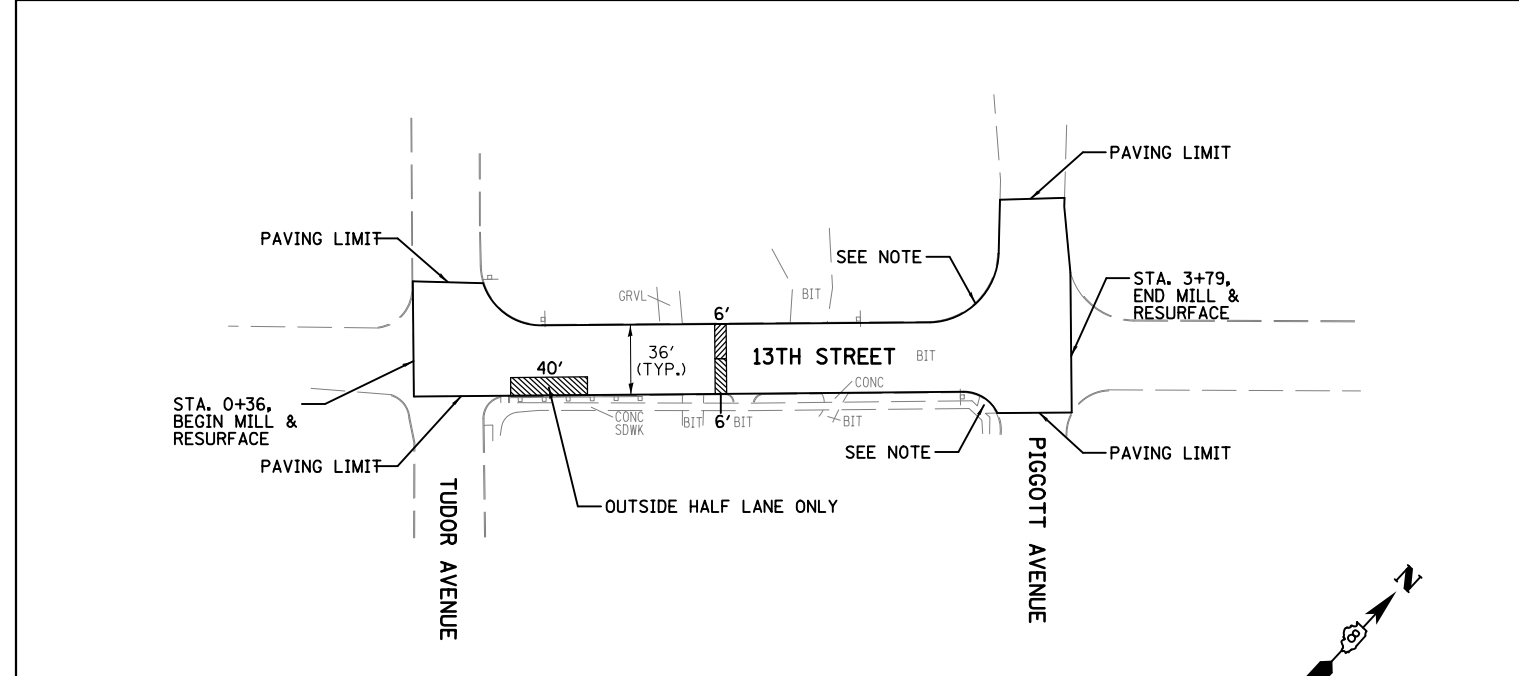 PAVING LIMIT
PAVING LIMIT
SEE NOTE
STA. 3+79,
END MILL &
RESURFACE
GRVL
BIT
6'
36'
(TYP.)
13TH STREET
BIT
40'
CONC
STA. 0+36,
BEGIN MILL &
RESURFACE
CONC
SDWK
BIT
6'
BIT
BIT
PAVING LIMIT
SEE NOTE
PAVING LIMIT
OUTSIDE HALF LANE ONLY
TUDOR AVENUE
PIGGOTT AVENUE
N
8